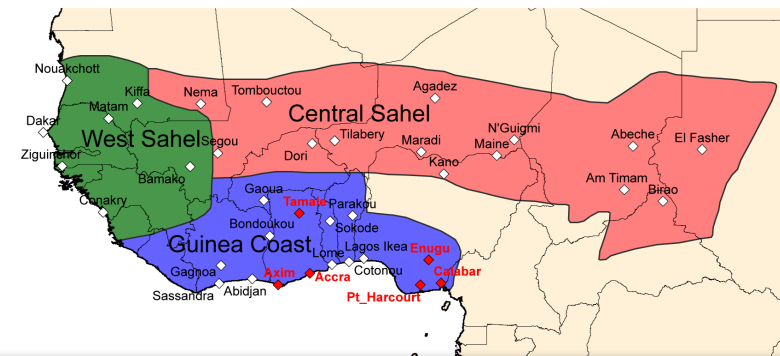 Nouakchott
Kiffa
Nema
Tombouctou
Agadez
Matam
Central Sahel
Dakar
West Sahel
Segou
Tilabery
Maradi
N'Guigmi
Maine
Abeche
El Fasher
Ziguinchor
Dori
Kano
Bamako
Am Timam
Birao
Gaoua
Conakry
Tamale
Parakou
Bondoukou
Sokode
Guinea Coast
Lome
Lagos Ikea
Enugu
Gagnoa
Axim
Accra
Cotonou
Calabar
Sassandra
Abidjan
Pt_Harcourt